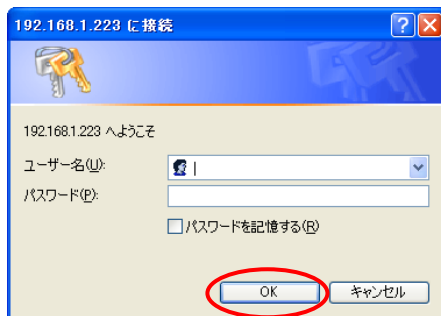 192.168.1.223 に接続
192.168.1.223 へようこそ
ユーザー名(U):
パスワード(P):
パスワードを記憶する(R)
OK
キャンセル